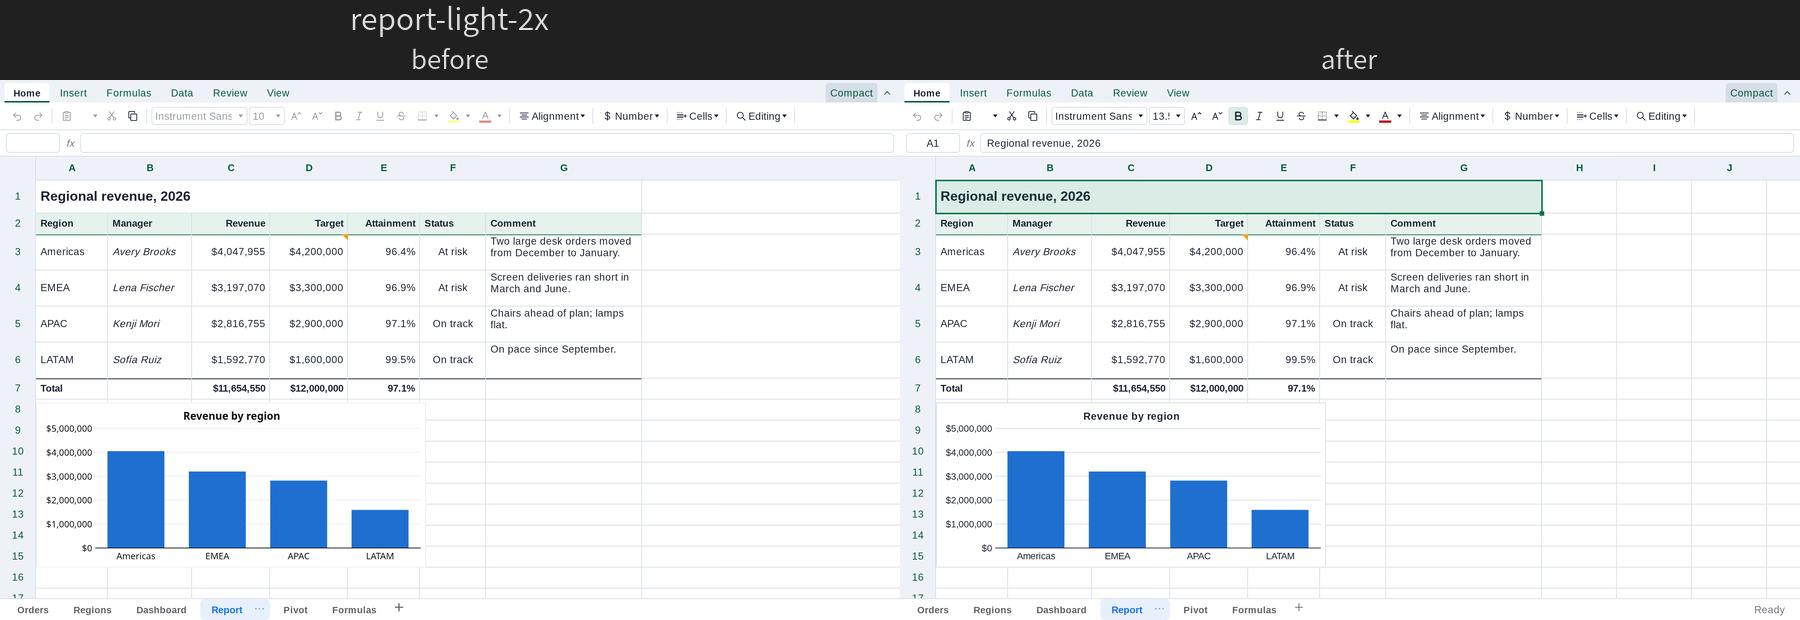 report-light-2x
before
after
Home Insert Formulas Data Review View Compact
Instrument Sans 10 A A B I U S A Alignment $ Number Cells Editing
fx
A B C D E F G
1 Regional revenue, 2026
2 Region Manager Revenue Target Attainment Status Comment
3 Americas Avery Brooks $4,047,955 $4,200,000 96.4% At risk Two large desk orders moved
from December to January.
4 EMEA Lena Fischer $3,197,070 $3,300,000 96.9% At risk Screen deliveries ran short in
March and June.
5 APAC Kenji Mori $2,816,755 $2,900,000 97.1% On track Chairs ahead of plan; lamps
flat.
6 LATAM Sofía Ruiz $1,592,770 $1,600,000 99.5% On track On pace since September.
7 Total $11,654,550 $12,000,000 97.1%
8
Revenue by region
9 $5,000,000
10 $4,000,000
11 $3,000,000
12 $2,000,000
13
14 $1,000,000
15 $0
Americas EMEA APAC LATAM
16
17
Orders Regions Dashboard Report ... Pivot Formulas +
Home Insert Formulas Data Review View Compact
Instrument Sans 13.5 A A B I U S A Alignment $ Number Cells Editing
A1 fx Regional revenue, 2026
A B C D E F G H I J
1 Regional revenue, 2026
2 Region Manager Revenue Target Attainment Status Comment
3 Americas Avery Brooks $4,047,955 $4,200,000 96.4% At risk Two large desk orders moved
from December to January.
4 EMEA Lena Fischer $3,197,070 $3,300,000 96.9% At risk Screen deliveries ran short in
March and June.
5 APAC Kenji Mori $2,816,755 $2,900,000 97.1% On track Chairs ahead of plan; lamps
flat.
6 LATAM Sofía Ruiz $1,592,770 $1,600,000 99.5% On track On pace since September.
7 Total $11,654,550 $12,000,000 97.1%
8
Revenue by region
9 $5,000,000
10 $4,000,000
11 $3,000,000
12 $2,000,000
13
14 $1,000,000
15 $0
Americas EMEA APAC LATAM
16
17
Orders Regions Dashboard Report ... Pivot Formulas + Ready